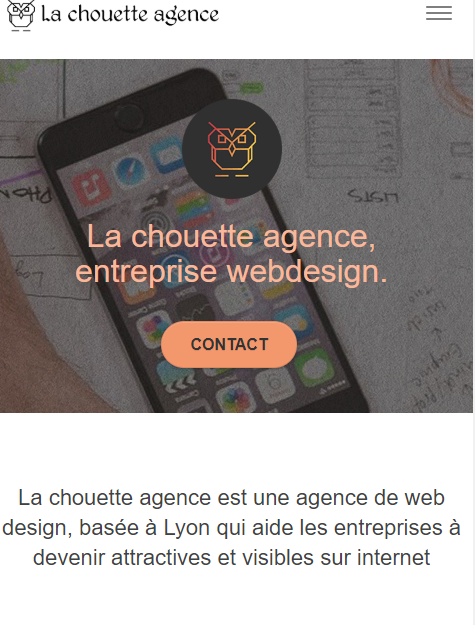 La chouette agence
La chouette agence,
entreprise webdesign.
CONTACT
La chouette agence est une agence de web
design, basée à Lyon qui aide les entreprises à
devenir attractives et visibles sur internet